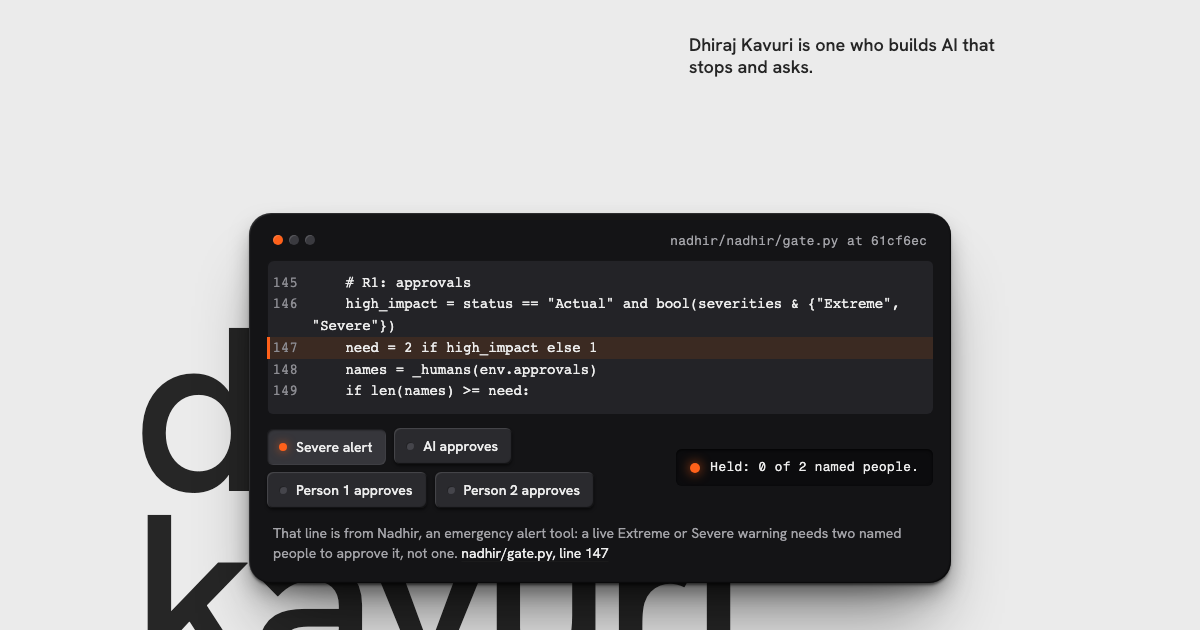 Dhiraj Kavuri is one who builds AI that
stops and asks.
nadhir/nadhir/gate.py at 61cf6ec
145 # R1: approvals
146 high_impact = status == "Actual" and bool(severities & {"Extreme",
"Severe"})
147 need = 2 if high_impact else 1
148 names = _humans(env.approvals)
149 if len(names) >= need:
Severe alert
AI approves
Held: 0 of 2 named people.
Person 1 approves
Person 2 approves
That line is from Nadhir, an emergency alert tool: a live Extreme or Severe warning needs two named
people to approve it, not one. nadhir/gate.py, line 147
d
kavuri